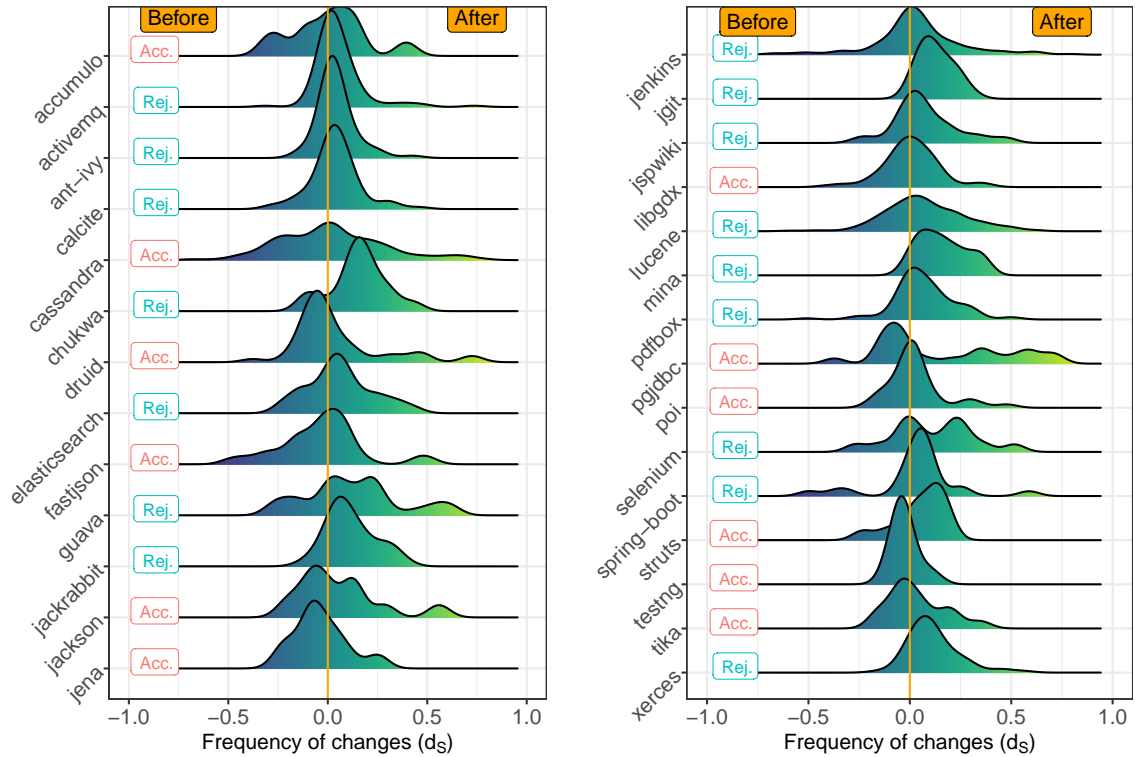 Before After
Acc. accumulo
Rej. activemq
Rej. ant−ivy
Rej. calcite
Acc. cassandra
Rej. chukwa
Acc. druid
Rej. elasticsearch
Acc. fastjson
Rej. guava
Rej. jackrabbit
Acc. jackson
Acc. jena
−1.0 −0.5 0.0 0.5 1.0
Frequency of changes (dS)
Before After
Rej. jenkins
Rej. jgit
Rej. jspwiki
Acc. libgdx
Rej. lucene
Rej. mina
Rej. pdfbox
Acc. pgjdbc
Acc. poi
Rej. selenium
Rej. spring−boot
Acc. struts
Acc. testng
Acc. tika
Rej. xerces
−1.0 −0.5 0.0 0.5 1.0
Frequency of changes (dS)